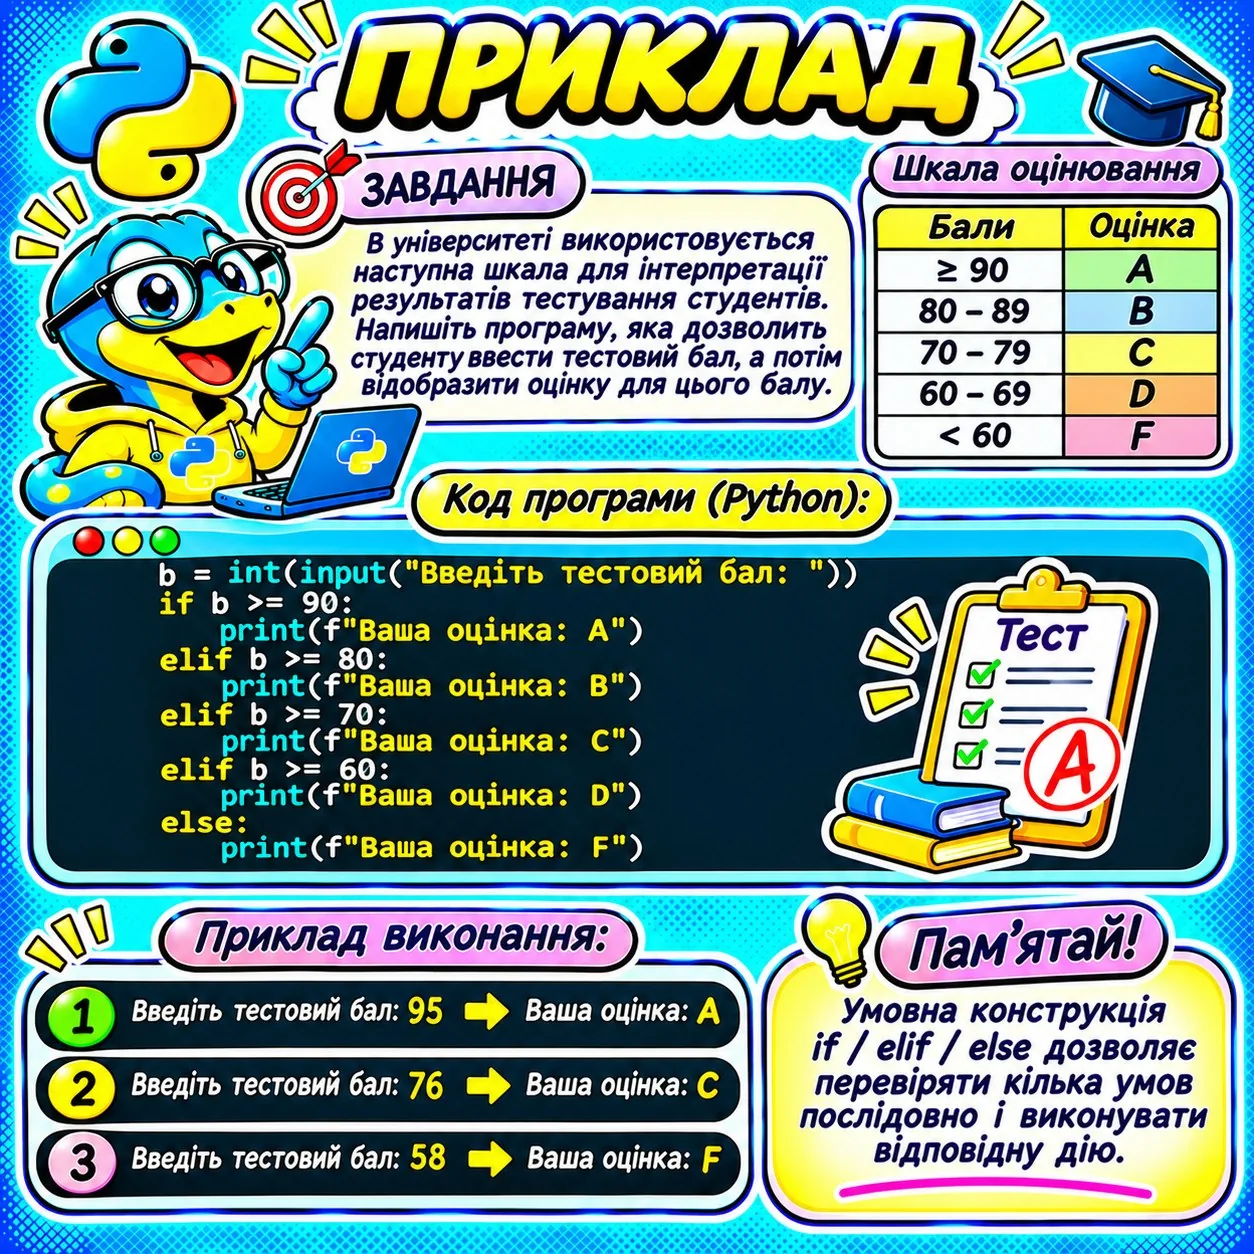 ПРИКЛАД
ЗАВДАННЯ
В університеті використовується
наступна шкала для інтерпретації
результатів тестування студентів.
Напишіть програму, яка дозволить
студенту ввести тестовий бал, а потім
відобразити оцінку для цього балу.
Шкала оцінювання
Бали Оцінка
≥ 90 A
80 – 89 B
70 – 79 C
60 – 69 D
< 60 F
Код програми (Python):
b = int(input("Введіть тестовий бал: "))
if b >= 90:
    print(f"Ваша оцінка: A")
elif b >= 80:
    print(f"Ваша оцінка: B")
elif b >= 70:
    print(f"Ваша оцінка: C")
elif b >= 60:
    print(f"Ваша оцінка: D")
else:
    print(f"Ваша оцінка: F")
Тест
A
Приклад виконання:
1 Введіть тестовий бал: 95 Ваша оцінка: A
2 Введіть тестовий бал: 76 Ваша оцінка: C
3 Введіть тестовий бал: 58 Ваша оцінка: F
Пам’ятай!
Умовна конструкція
if / elif / else дозволяє
перевіряти кілька умов
послідовно і виконувати
відповідну дію.